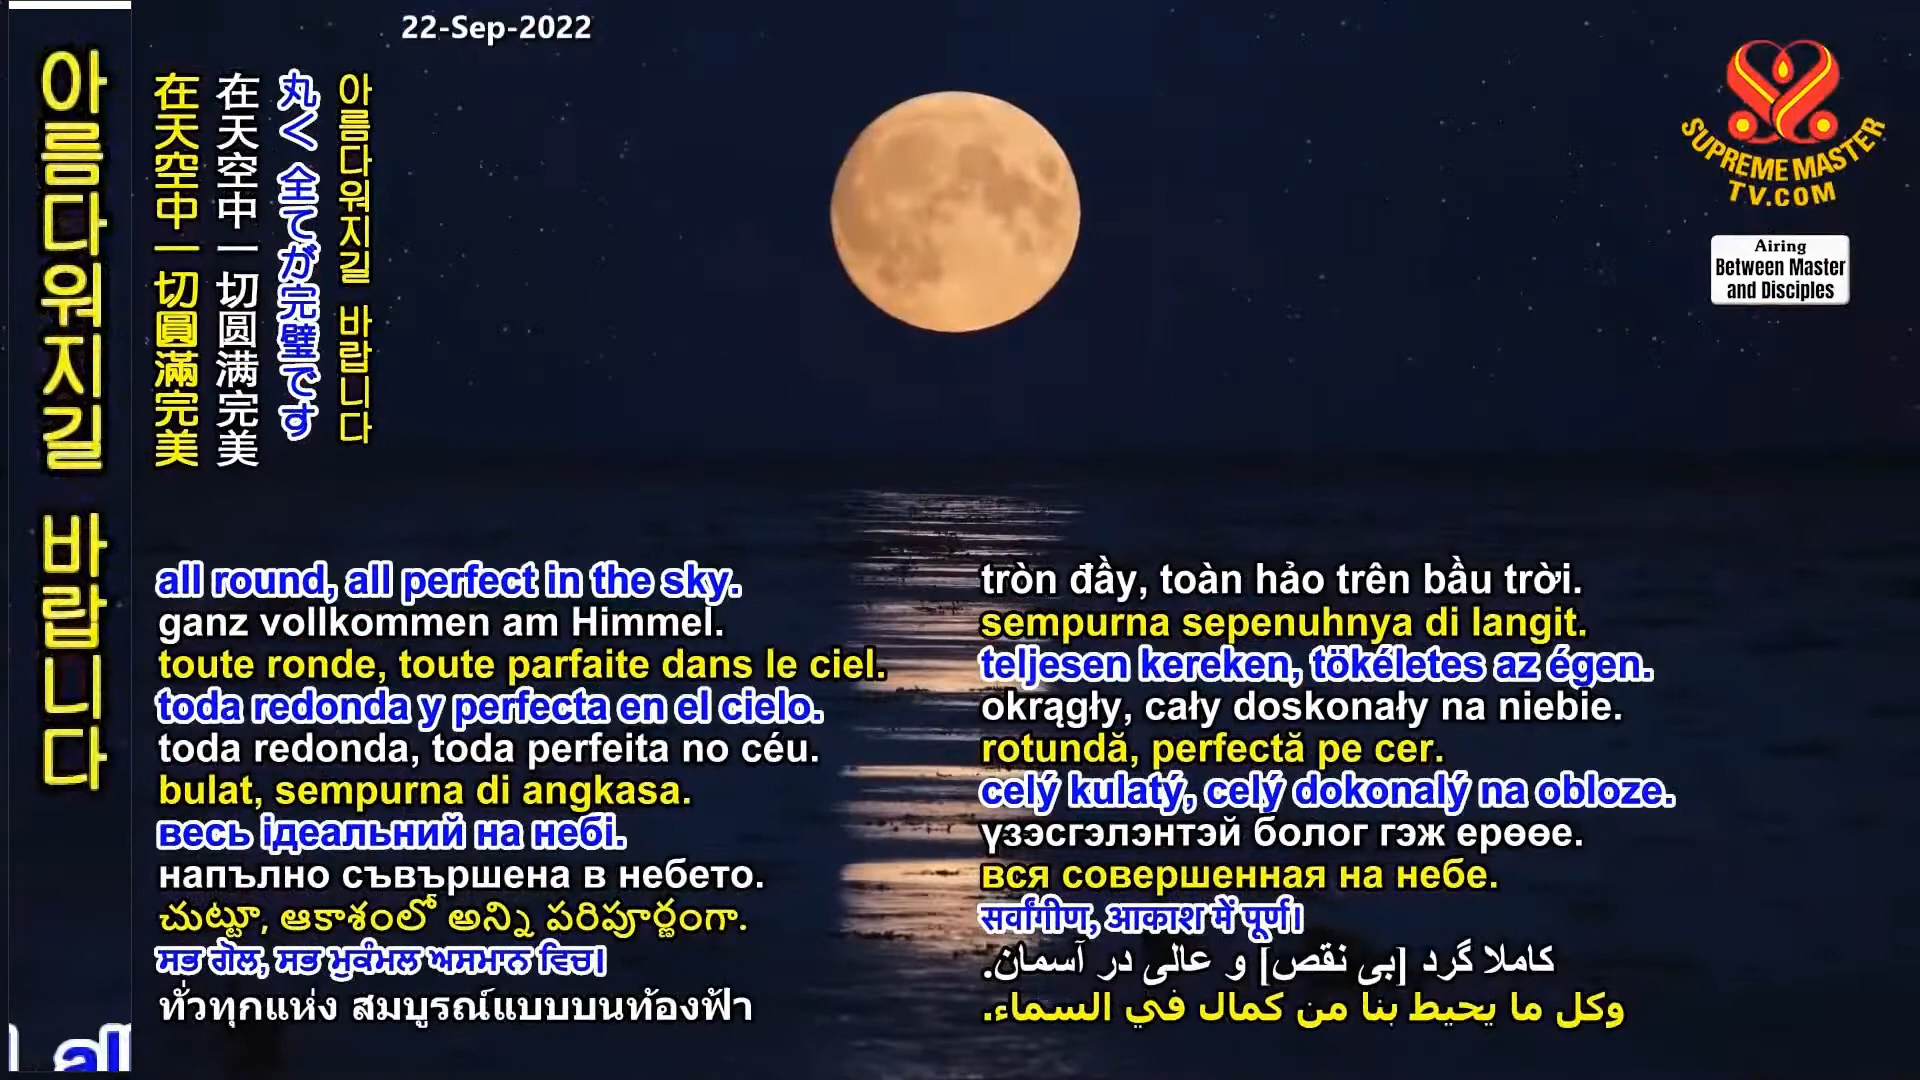 22-Sep-2022
아름다워지길 바랍니다
在天空中一切圓滿完美
在天空中一切圆满完美
丸く 全てが完璧です
아름다워지길 바랍니다
SUPREME MASTER
TV.COM
Airing
Between Master
and Disciples
all round, all perfect in the sky.
ganz vollkommen am Himmel.
toute ronde, toute parfaite dans le ciel.
toda redonda y perfecta en el cielo.
toda redonda, toda perfeita no céu.
bulat, sempurna di angkasa.
весь ідеальний на небі.
напълно съвършена в небето.
చుట్టూ, ఆకాశంలో అన్ని పరిపూర్ణంగా.
ਸਭ ਗੋਲ, ਸਭ ਮੁਕੰਮਲ ਅਸਮਾਨ ਵਿਚ।
ทั่วทุกแห่ง สมบูรณ์แบบบนท้องฟ้า
tròn đầy, toàn hảo trên bầu trời.
sempurna sepenuhnya di langit.
teljesen kereken, tökéletes az égen.
okrągły, cały doskonały na niebie.
rotundă, perfectă pe cer.
celý kulatý, celý dokonalý na obloze.
үзэсгэлэнтэй болог гэж ерөөе.
вся совершенная на небе.
सर्वांगीण, आकाश में पूर्ण।
کاملا گرد [بی نقص] و عالی در آسمان.
وكل ما يحيط بنا من كمال في السماء.
al